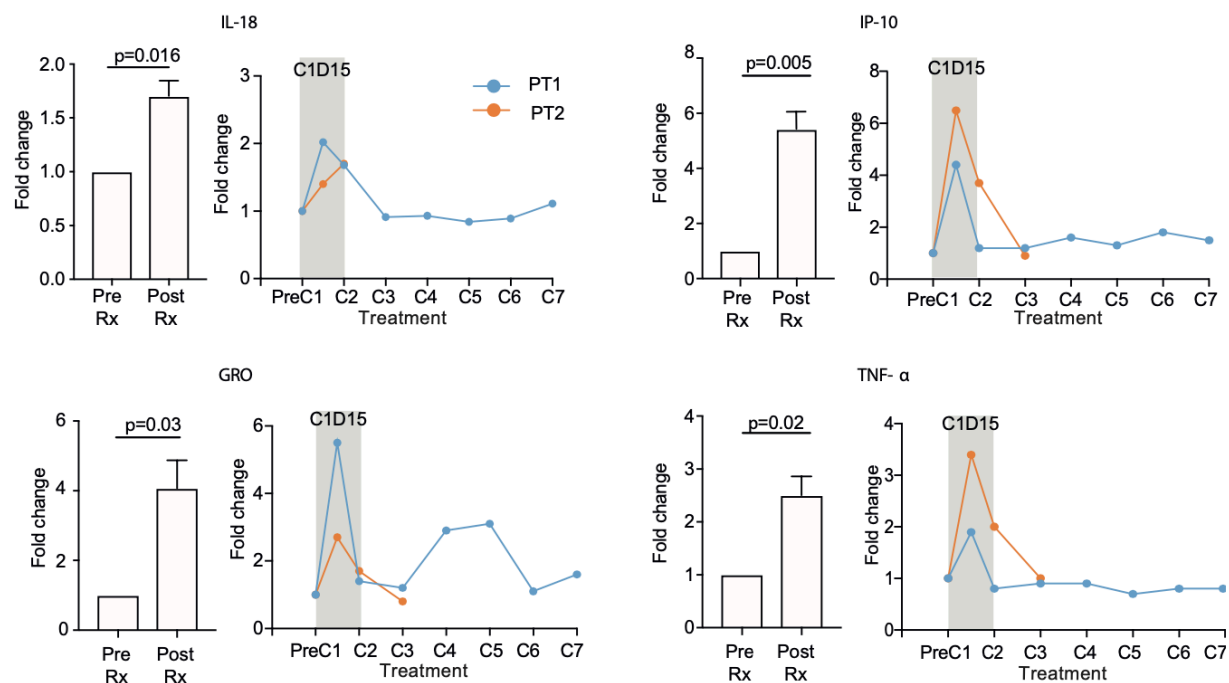 IL-18
p=0.016
Fold change
2.0
1.5
1.0
0.5
0.0
Pre Rx
Post Rx
Fold change
3
2
1
0
C1D15
PT1
PT2
PreC1 C2 C3 C4 C5 C6 C7
Treatment
IP-10
p=0.005
Fold change
8
6
4
2
0
Pre Rx
Post Rx
Fold change
8
6
4
2
0
C1D15
PreC1 C2 C3 C4 C5 C6 C7
Treatment
GRO
p=0.03
Fold change
6
4
2
0
Pre Rx
Post Rx
Fold change
6
4
2
0
C1D15
PreC1 C2 C3 C4 C5 C6 C7
Treatment
TNF- α
p=0.02
Fold change
4
3
2
1
0
Pre Rx
Post Rx
Fold change
4
3
2
1
0
C1D15
PreC1 C2 C3 C4 C5 C6 C7
Treatment